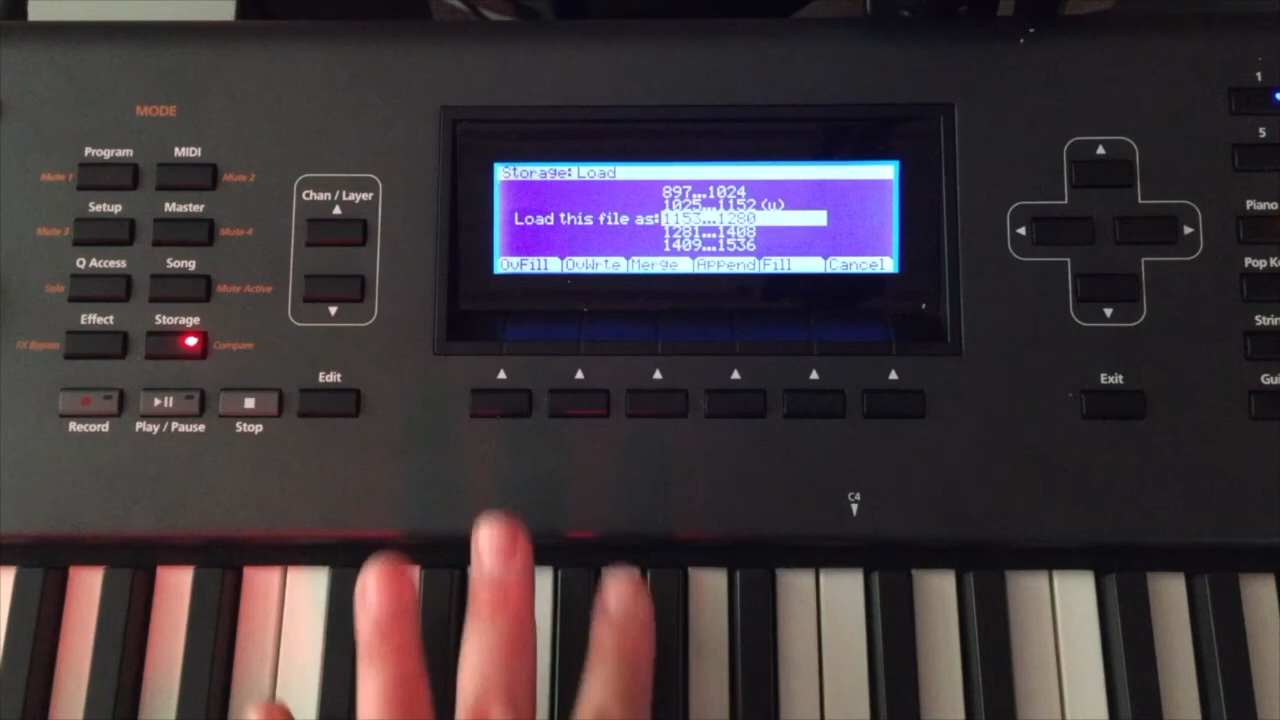 MODE
Program MIDI
Mute 1 Mute 2
Setup Master
Mute 3 Mute 4
Q Access Song
Solo Mute Active
Effect Storage
FX Bypass Compare
Record Play / Pause Stop
Edit
Chan / Layer
Storage: Load
897...1024
1025...1152(u)
Load this file as:1153...1280
1281...1408
1409...1536
OvFill OvWrte Merge Append Fill Cancel
Exit
C4
1
5
Piano
Pop